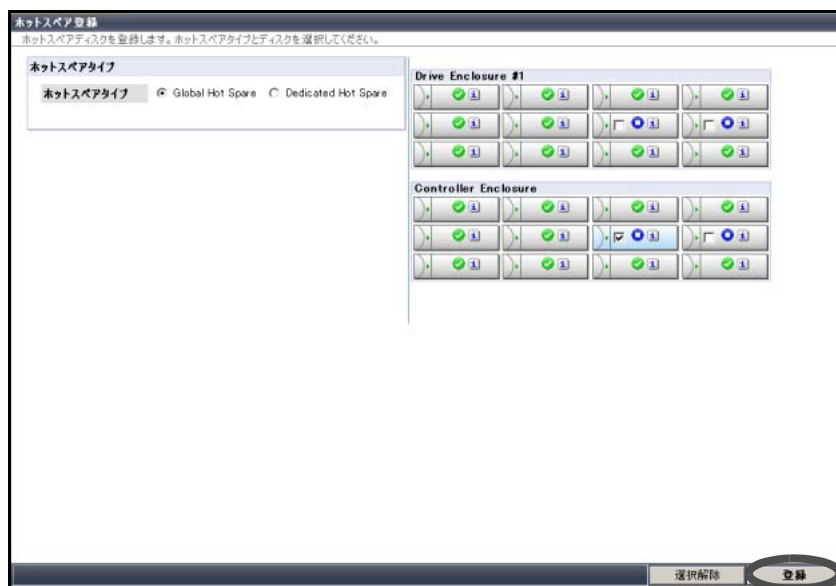 ホットスペア登録
ホットスペアディスクを登録します。ホットスペアタイプとディスクを選択してください。
ホットスペアタイプ
ホットスペアタイプ Global Hot Spare Dedicated Hot Spare
Drive Enclosure #1
Controller Enclosure
選択解除 登録